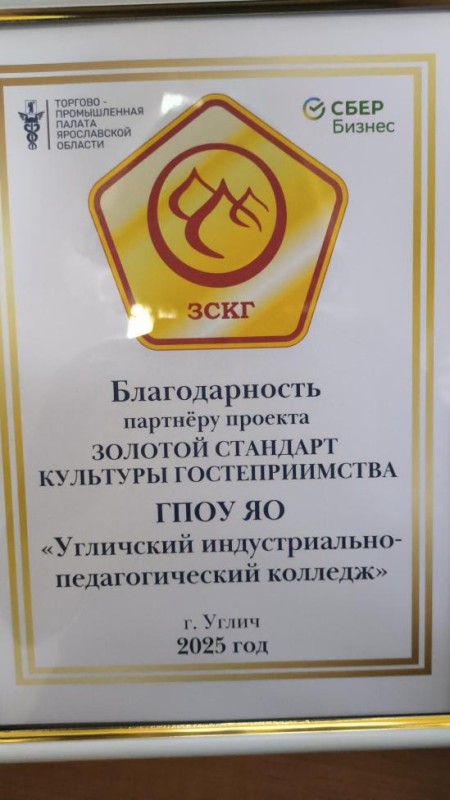 ТОРГОВО -
ПРОМЫШЛЕННАЯ
ПАЛАТА
ЯРОСЛАВСКОЙ
ОБЛАСТИ
СБЕР
Бизнес
ЗСКГ
Благодарность
партнёру проекта
ЗОЛОТОЙ СТАНДАРТ
КУЛЬТУРЫ ГОСТЕПРИИМСТВА
ГПОУ ЯО
«Угличский индустриально-
педагогический колледж»
г. Углич
2025 год